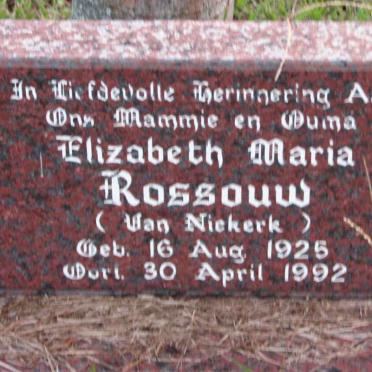 In Liefdevolle Herinnering A
Ons Mammie en Ouma
Elizabeth Maria
Rossouw
( Van Niekerk )
Geb. 16 Aug 1925
Oorl. 30 April 1992